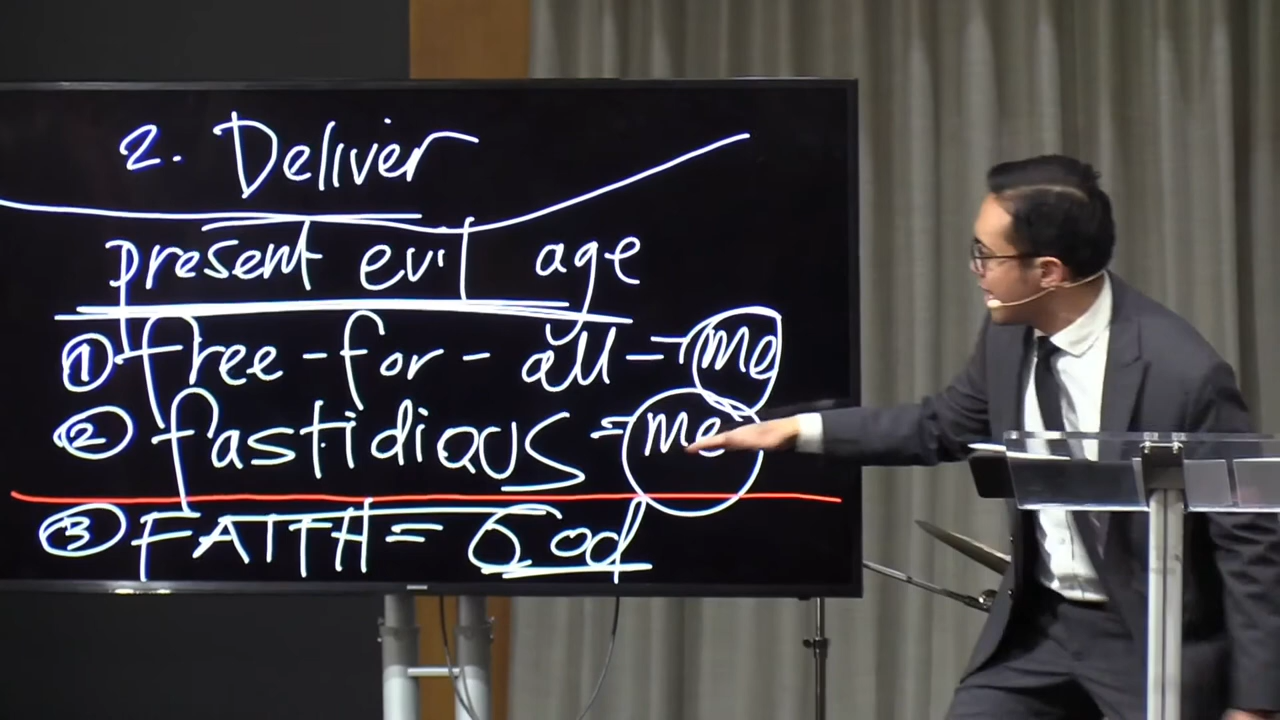 2. Deliver
present evil age
① free-for-all - me
② fastidious = me
③ FAITH = God